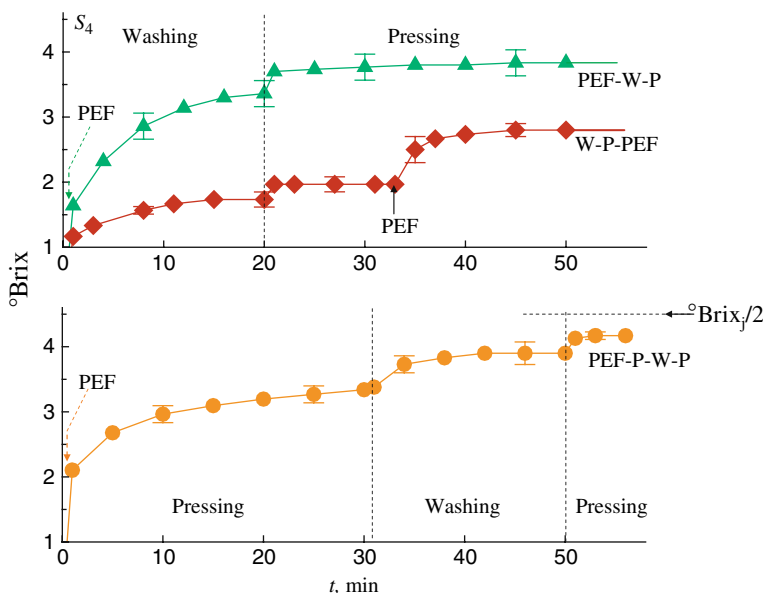 S4
Washing
Pressing
4
PEF
PEF-W-P
3
W-P-PEF
2
PEF
1
0
10
20
30
40
50
°Brix
°Brixj/2
4
PEF-P-W-P
PEF
3
2
Pressing
Washing
Pressing
1
0
10
20
30
40
50
t, min